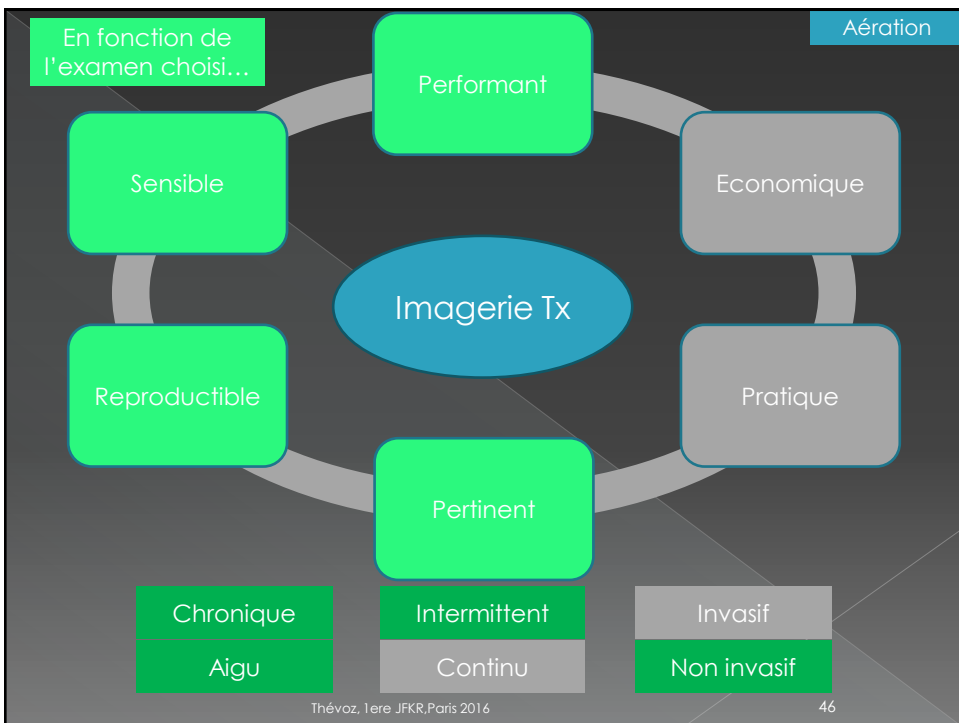 En fonction de
l'examen choisi…
Aération
Performant
Sensible
Economique
Imagerie Tx
Reproductible
Pratique
Pertinent
Chronique
Intermittent
Invasif
Aigu
Continu
Non invasif
Thévoz, 1ere JFKR,Paris 2016
46